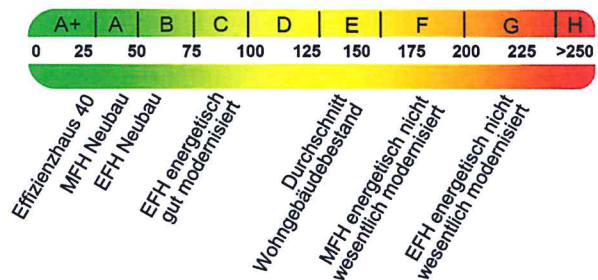 A+ A B C D E F G H
0 25 50 75 100 125 150 175 200 225 >250
Effizienzhaus 40
MFH Neubau
EFH Neubau
EFH energetisch
gut modernisiert
Durchschnitt
Wohngebäudebestand
MFH energetisch nicht
wesentlich modernisiert
EFH energetisch nicht
wesentlich modernisiert